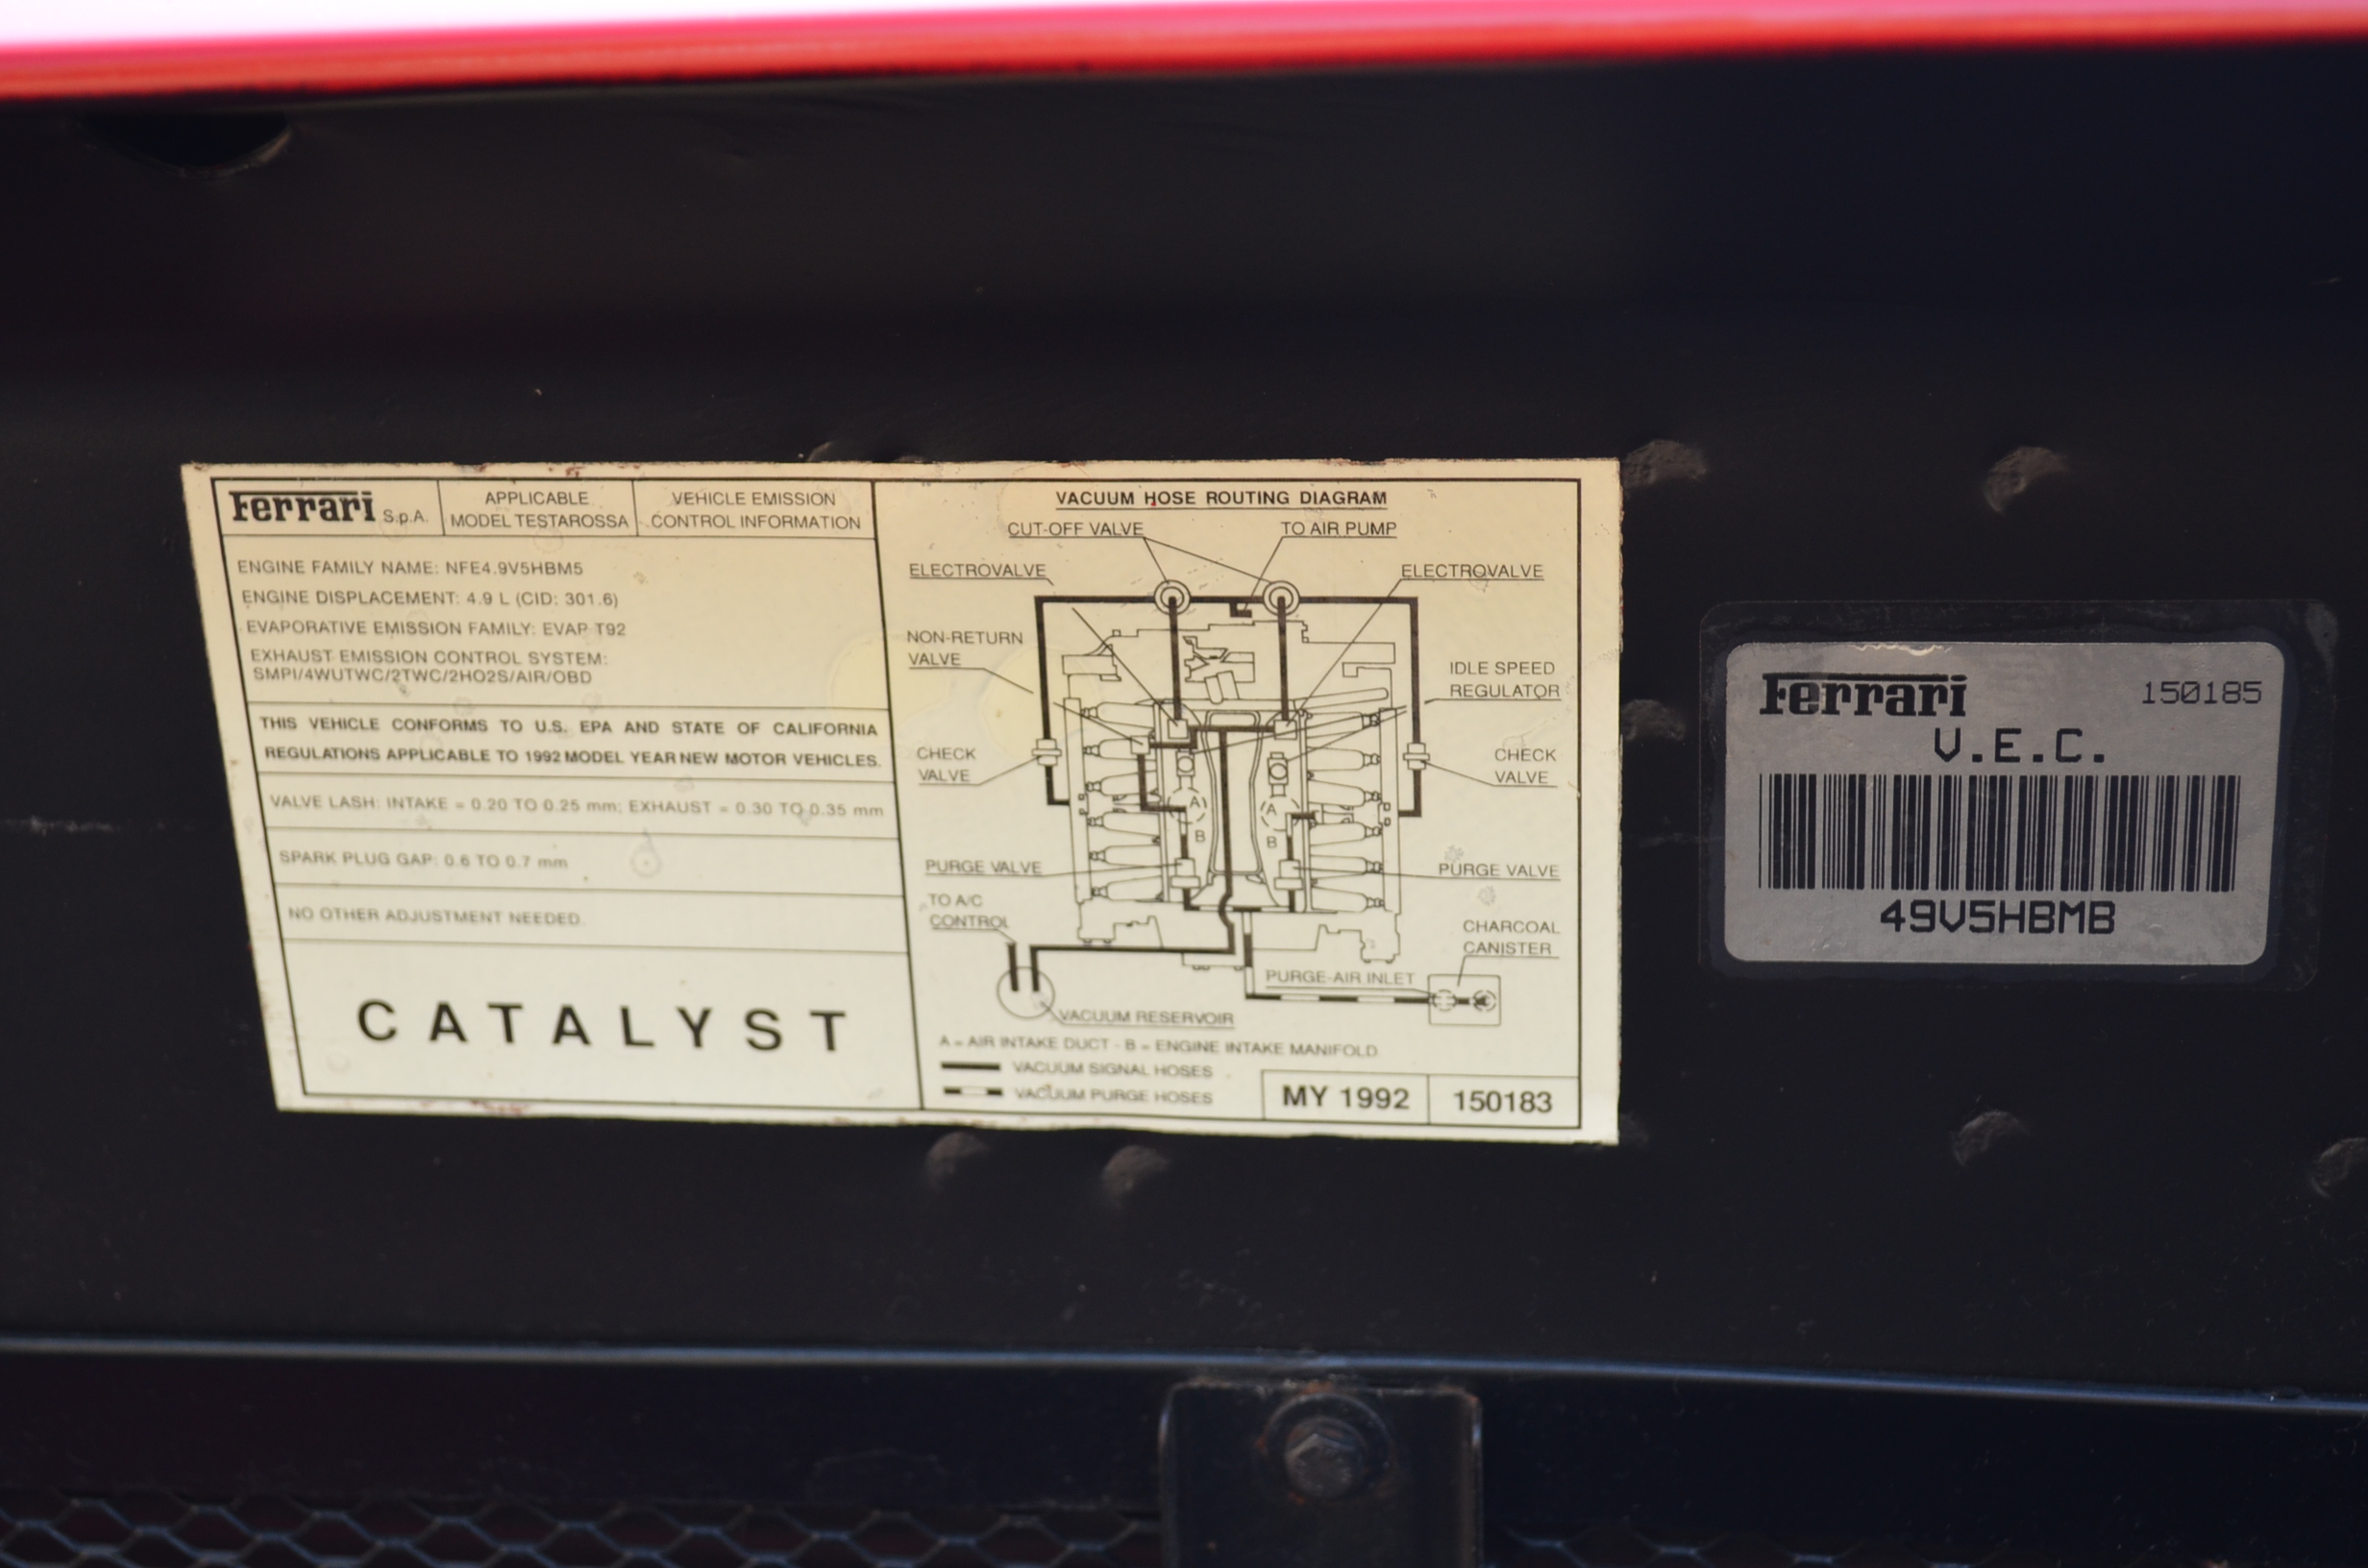 Ferrari S.p.A.
APPLICABLE
MODEL TESTAROSSA
VEHICLE EMISSION
CONTROL INFORMATION
ENGINE FAMILY NAME: NFE4.9V5HBM5
ENGINE DISPLACEMENT: 4.9 L (CID: 301.6)
EVAPORATIVE EMISSION FAMILY: EVAP T92
EXHAUST EMISSION CONTROL SYSTEM:
SMPI/4WUTWC/2TWC/2HO2S/AIR/OBD
THIS VEHICLE CONFORMS TO U.S. EPA AND STATE OF CALIFORNIA
REGULATIONS APPLICABLE TO 1992 MODEL YEAR NEW MOTOR VEHICLES.
VALVE LASH: INTAKE = 0.20 TO 0.25 mm; EXHAUST = 0.30 TO 0.35 mm
SPARK PLUG GAP: 0.6 TO 0.7 mm
NO OTHER ADJUSTMENT NEEDED.
CATALYST
VACUUM HOSE ROUTING DIAGRAM
CUT-OFF VALVE
TO AIR PUMP
ELECTROVALVE
ELECTROVALVE
NON-RETURN
VALVE
IDLE SPEED
REGULATOR
CHECK
VALVE
CHECK
VALVE
A
A
B
B
PURGE VALVE
PURGE VALVE
TO A/C
CONTROL
CHARCOAL
CANISTER
PURGE-AIR INLET
VACUUM RESERVOIR
A = AIR INTAKE DUCT - B = ENGINE INTAKE MANIFOLD
VACUUM SIGNAL HOSES
VACUUM PURGE HOSES
MY 1992
150183
Ferrari
150185
V.E.C.
49V5HBMB